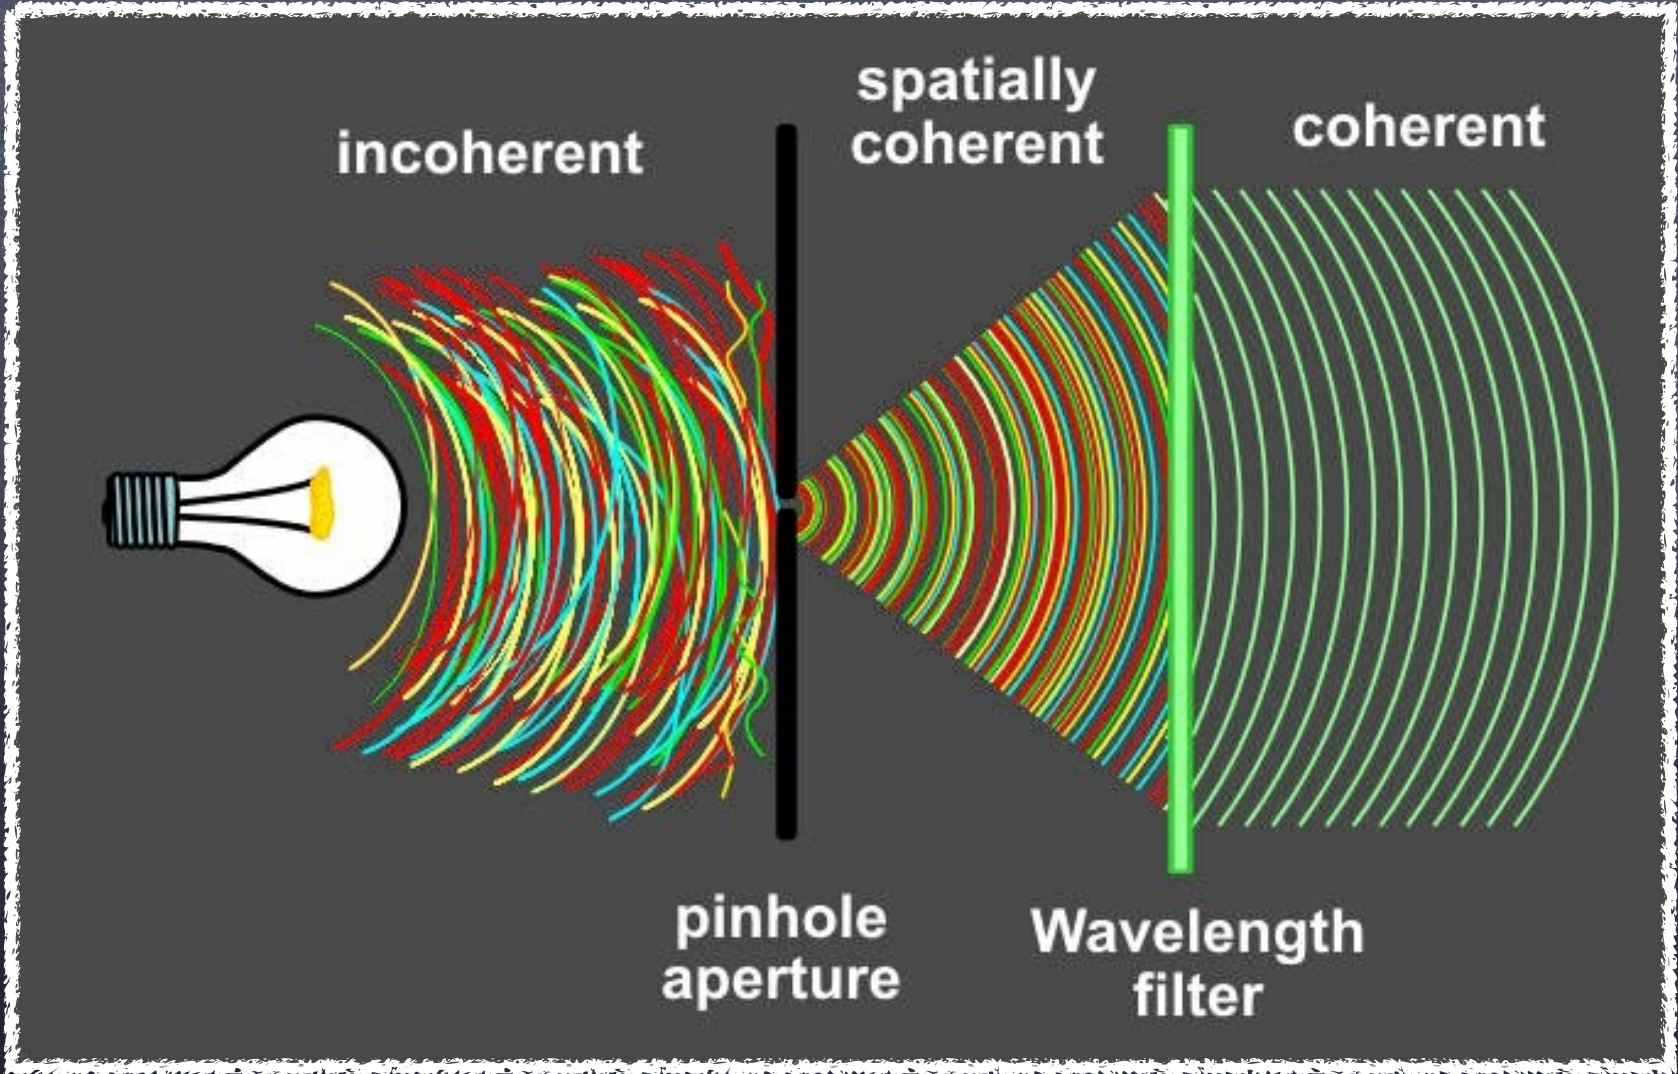 incoherent
spatially
coherent
coherent
pinhole
aperture
Wavelength
filter